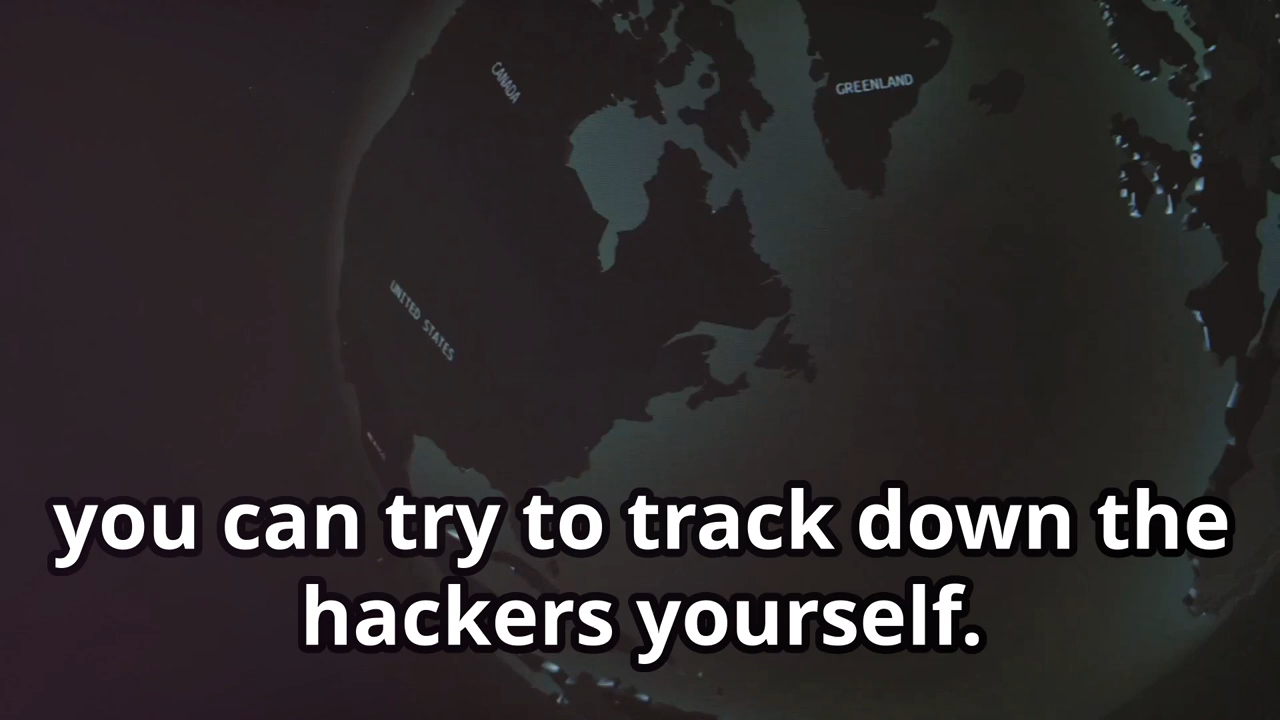 CANADA
GREENLAND
UNITED STATES
you can try to track down the
hackers yourself.